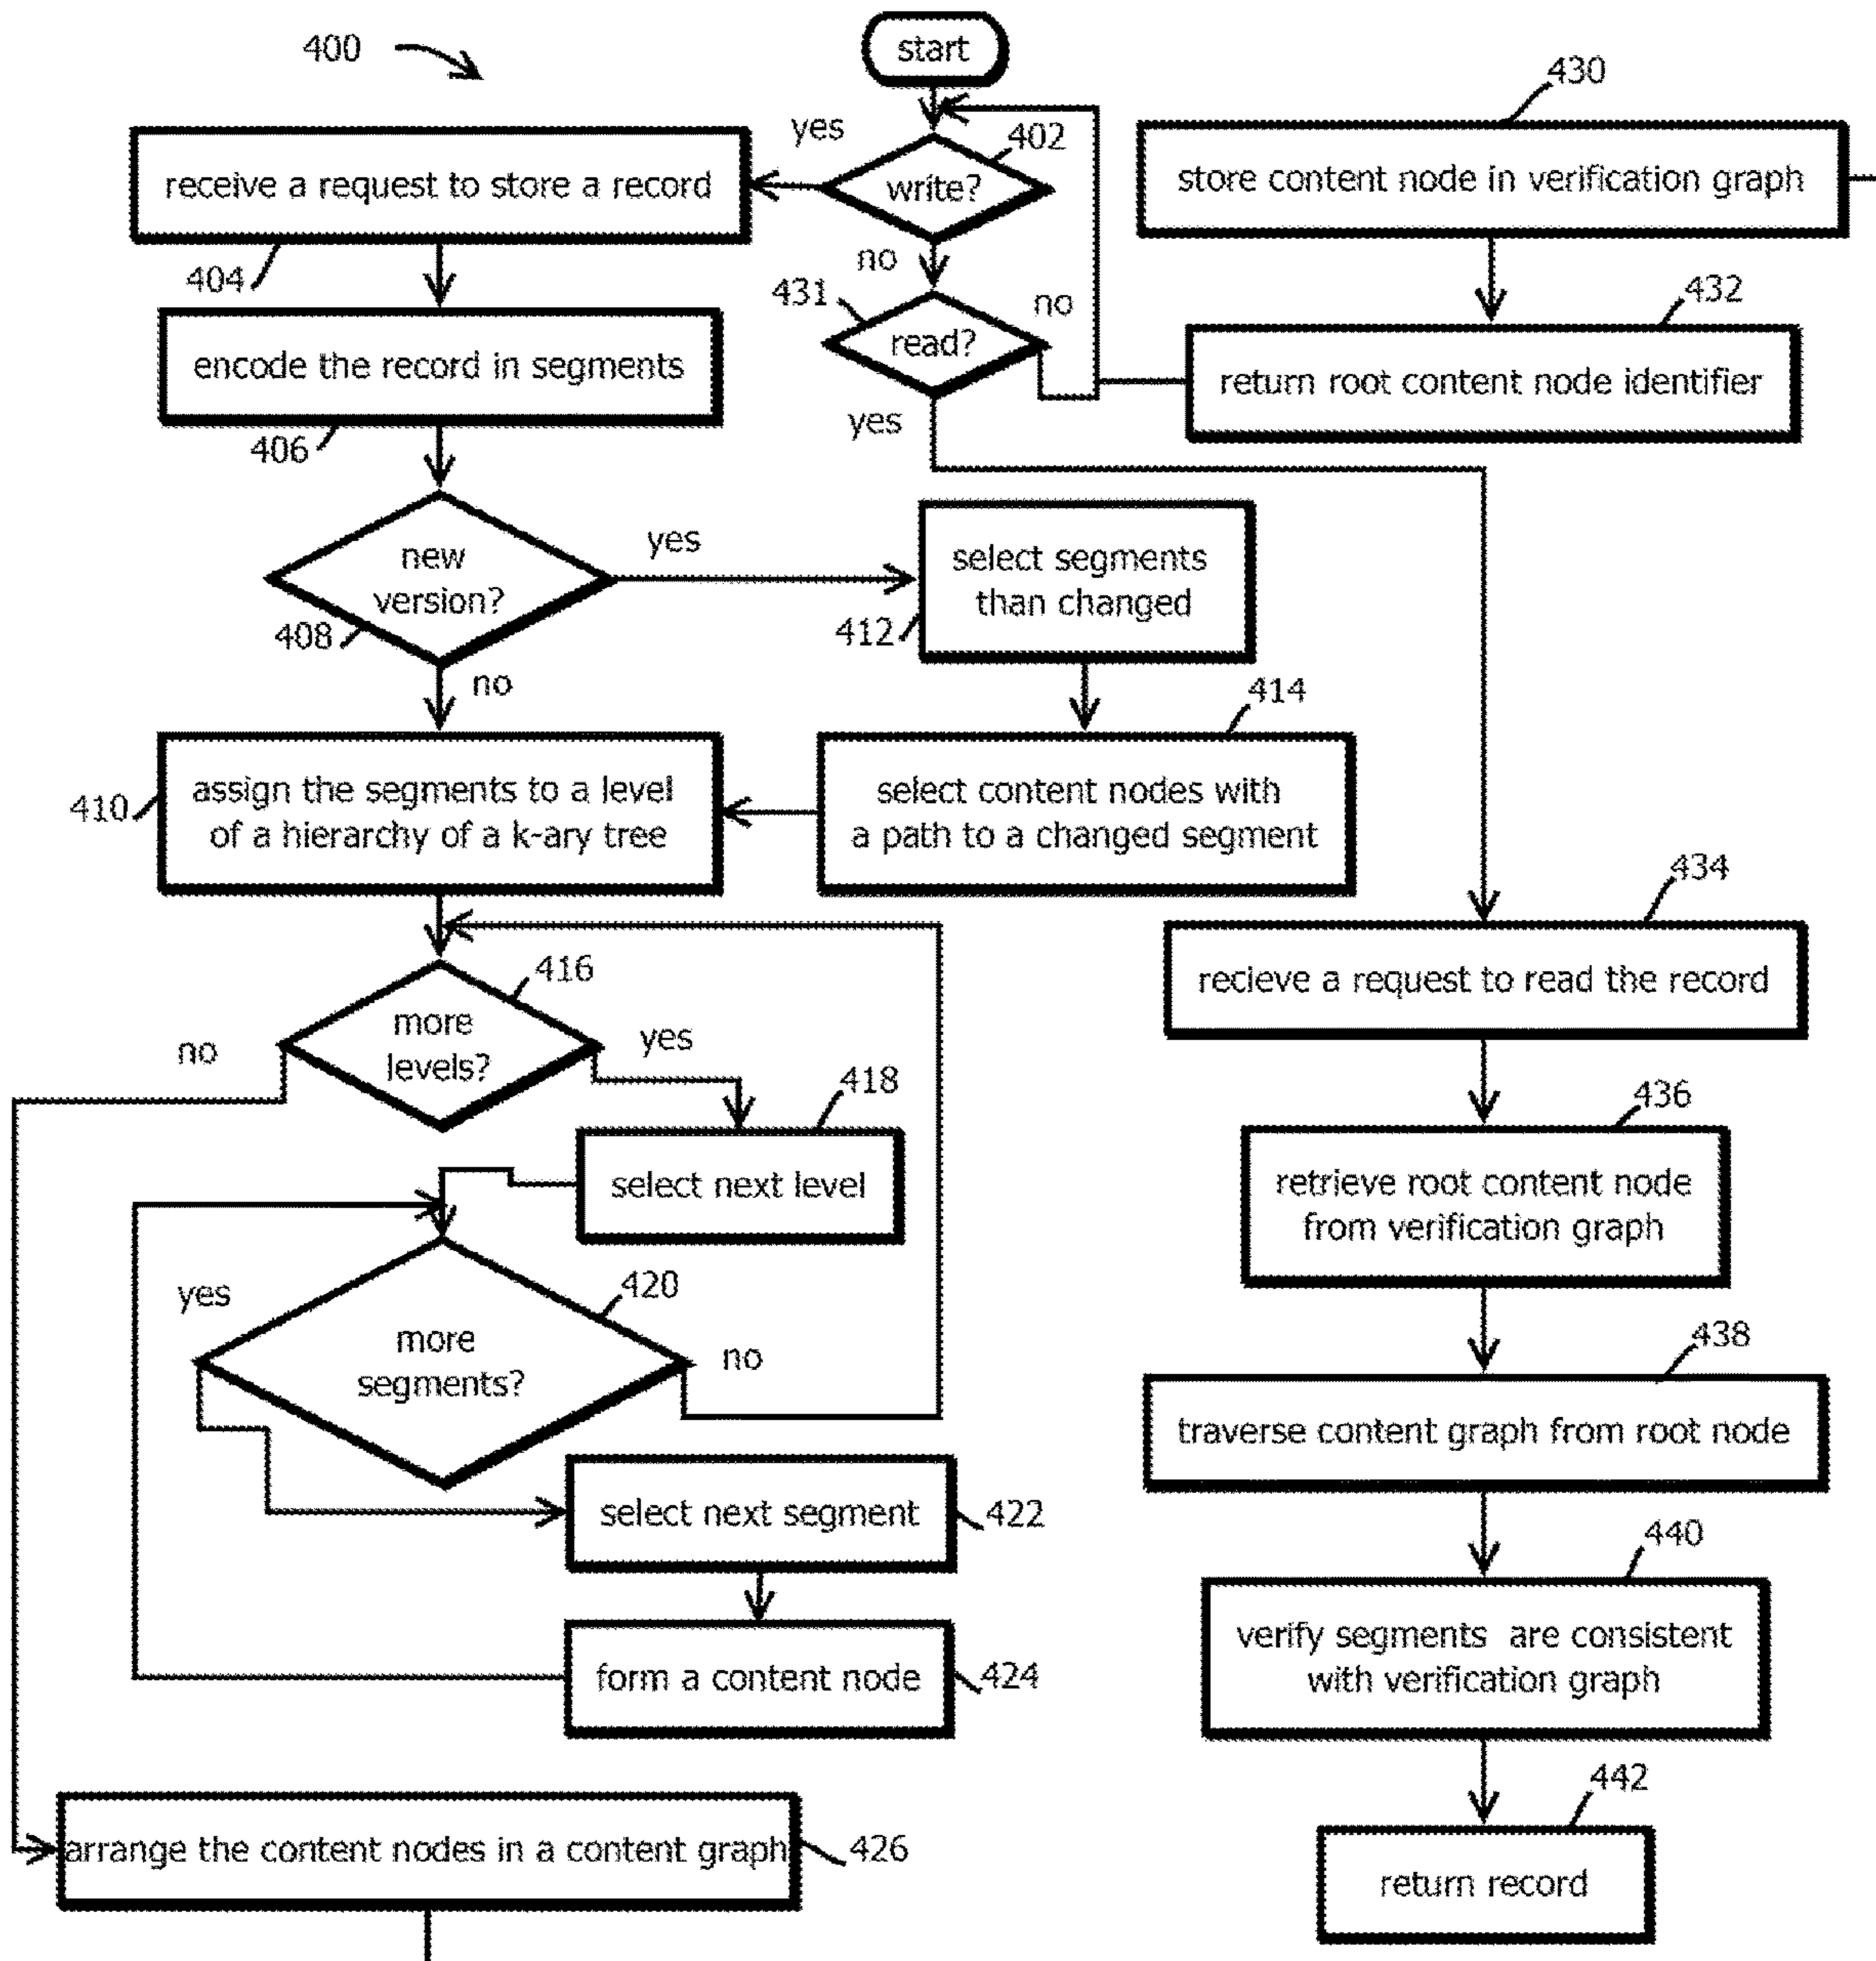 400
start
430
yes
402
receive a request to store a record
write?
store content node in verification graph
404
no
431
no
432
encode the record in segments
read?
return root content node identifier
406
yes
new
version?
408
yes
select segments
than changed
412
no
414
410
assign the segments to a level
of a hierarchy of a k-ary tree
select content nodes with
a path to a changed segment
434
416
recieve a request to read the record
more
levels?
no
yes
418
436
select next level
retrieve root content node
from verification graph
yes
420
438
more
segments?
no
traverse content graph from root node
select next segment
422
440
verify segments are consistent
with verification graph
form a content node
424
442
arrange the content nodes in a content graph
426
return record